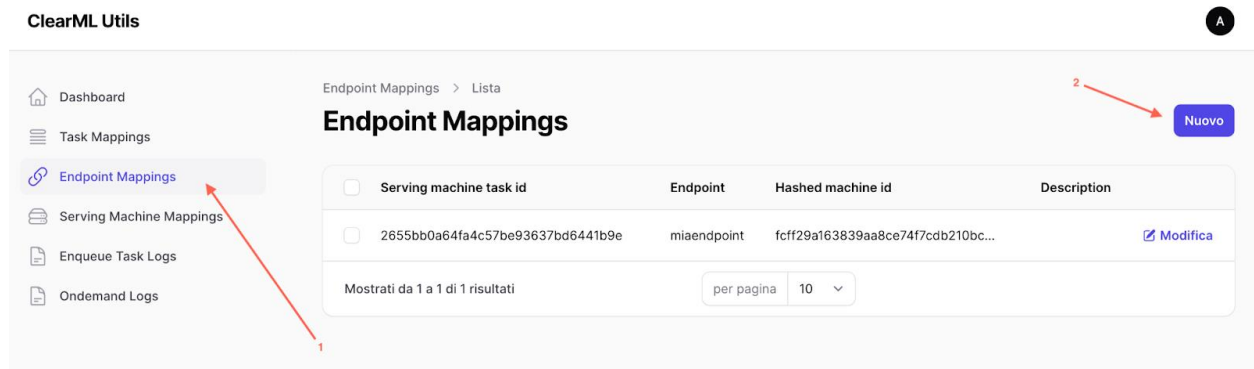 ClearML Utils
A
Dashboard
Task Mappings
Endpoint Mappings
Serving Machine Mappings
Enqueue Task Logs
Ondemand Logs
1
Endpoint Mappings > Lista
Endpoint Mappings
2
Nuovo
Serving machine task id Endpoint Hashed machine id Description
2655bb0a64fa4c57be93637bd6441b9e miaendpoint fcff29a163839aa8ce74f7cdb210bc... Modifica
Mostrati da 1 a 1 di 1 risultati per pagina 10